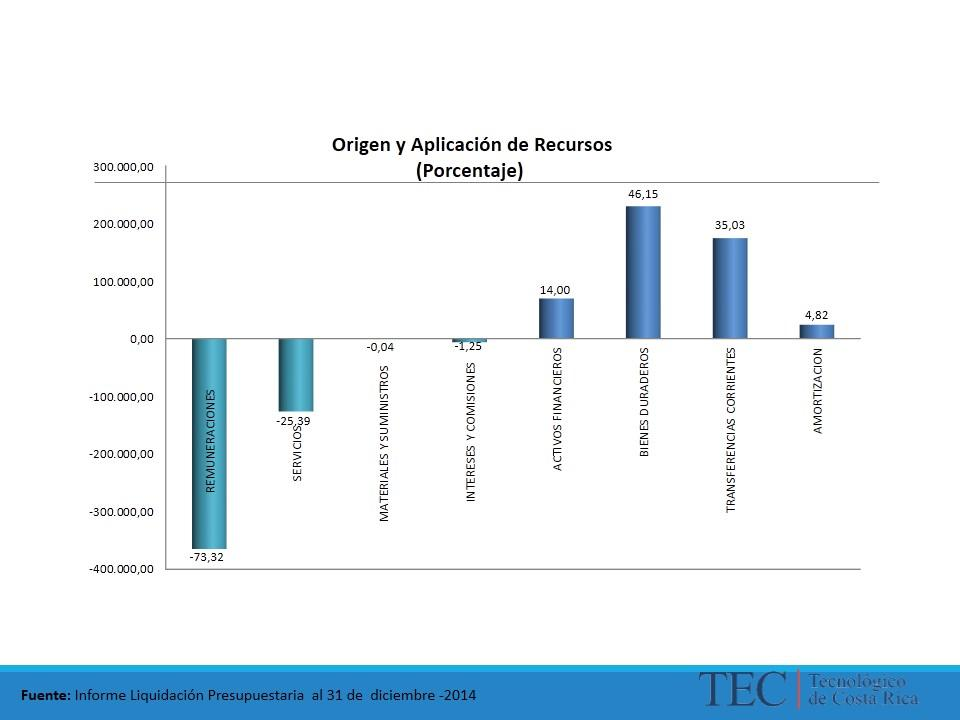 Origen y Aplicación de Recursos
(Porcentaje)
300.000,00
200.000,00
100.000,00
0,00
-100.000,00
-200.000,00
-300.000,00
-400.000,00
-73,32
-25,39
-0,04
-1,25
14,00
46,15
35,03
4,82
REMUNERACIONES
SERVICIOS
MATERIALES Y SUMINISTROS
INTERESES Y COMISIONES
ACTIVOS FINANCIEROS
BIENES DURADEROS
TRANSFERENCIAS CORRIENTES
AMORTIZACION
Fuente: Informe Liquidación Presupuestaria al 31 de diciembre -2014
TEC
Tecnológico
de Costa Rica